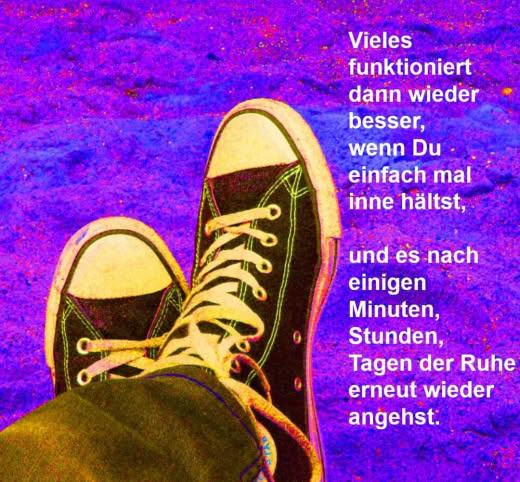 Vieles
funktioniert
dann wieder
besser,
wenn Du
einfach mal
inne hältst,
und es nach
einigen
Minuten,
Stunden,
Tagen der Ruhe
erneut wieder
angehst.